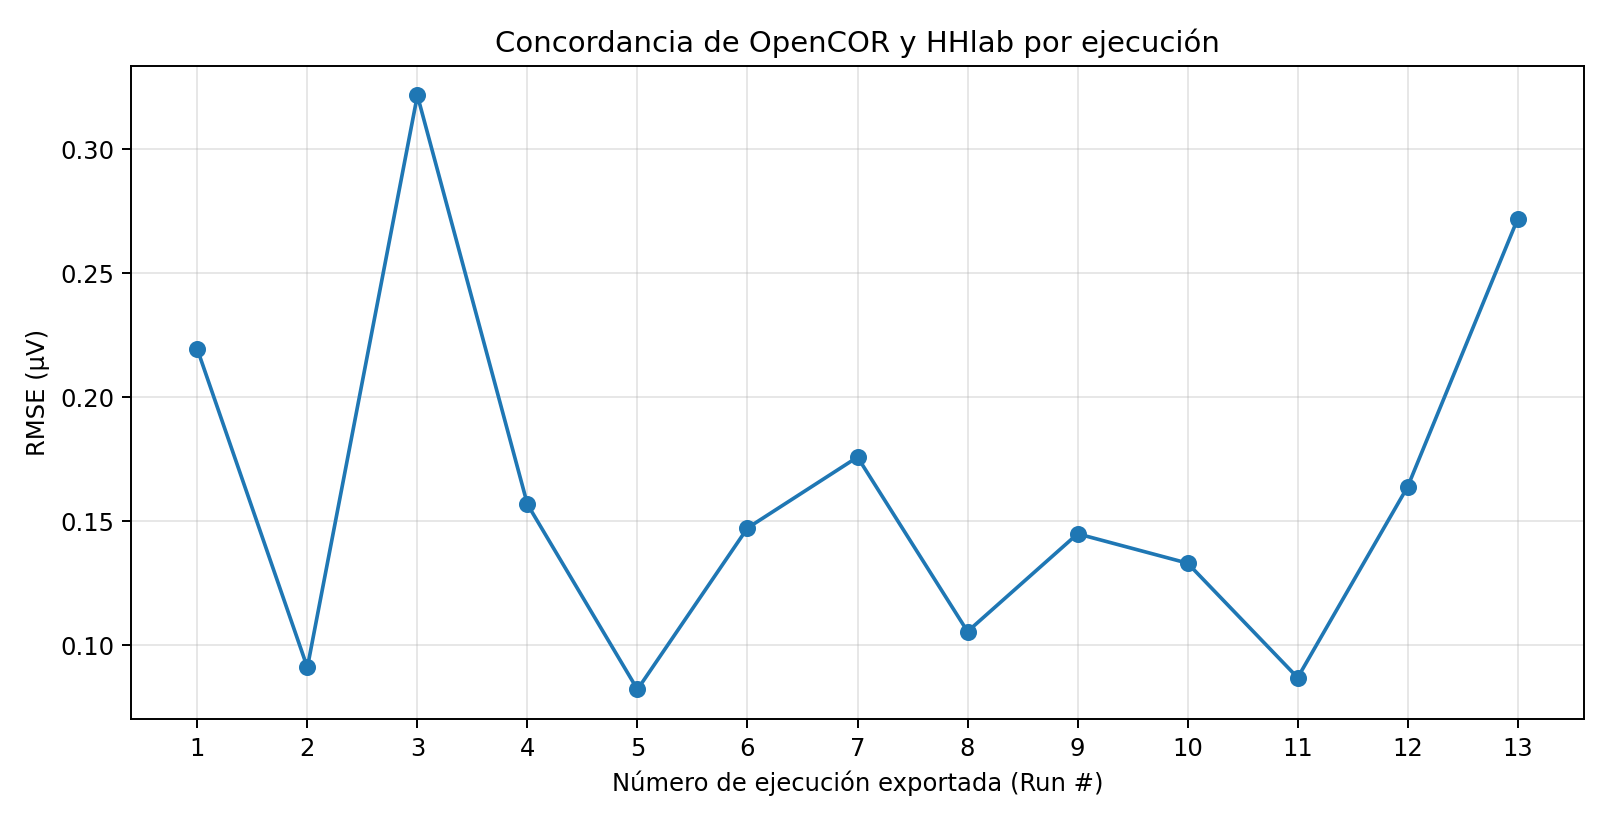 Concordancia de OpenCOR y HHlab por ejecución
RMSE (µV)
0.30
0.25
0.20
0.15
0.10
1 2 3 4 5 6 7 8 9 10 11 12 13
Número de ejecución exportada (Run #)